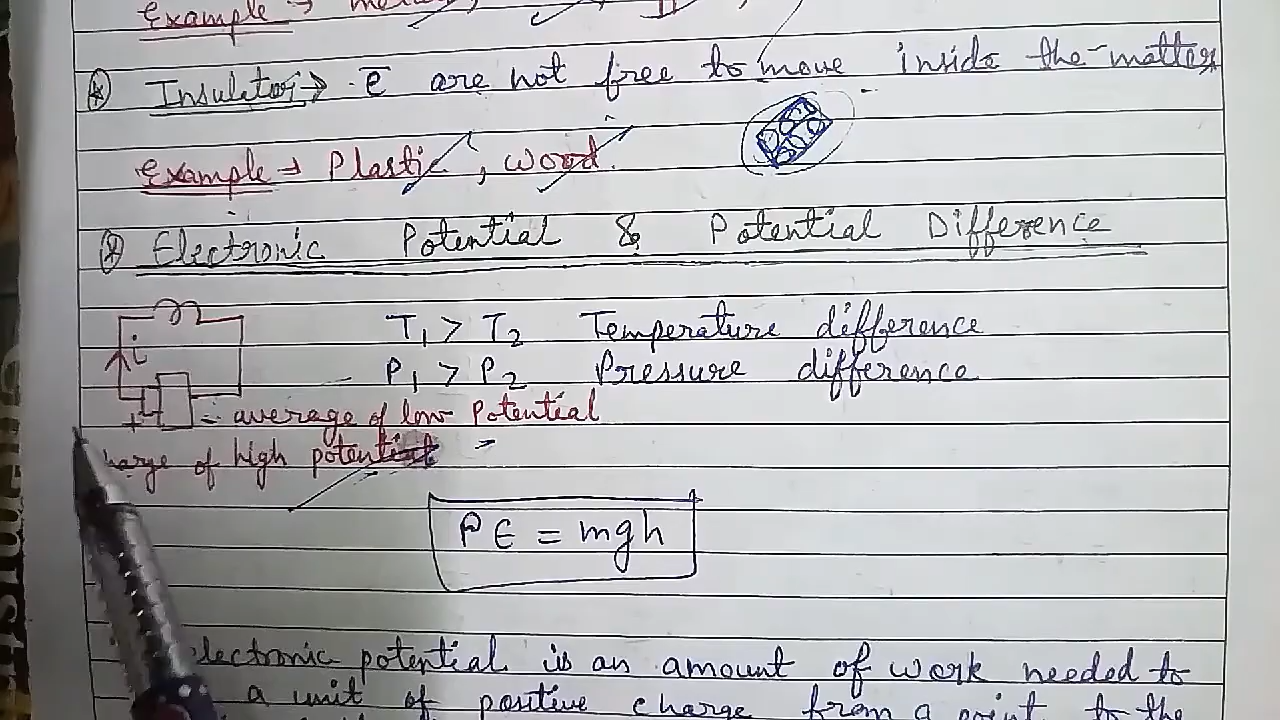 Example →
Insulator → ē are not free to move inside the matter
Example → Plastic, wood.
Electronic Potential & Potential Difference
i
T₁ > T₂ Temperature difference
P₁ > P₂ Pressure difference
+ - = average of low Potential
harge of high potential
PE = mgh
lectronic potential is an amount of work needed to
a unit of positive charge from a point to the